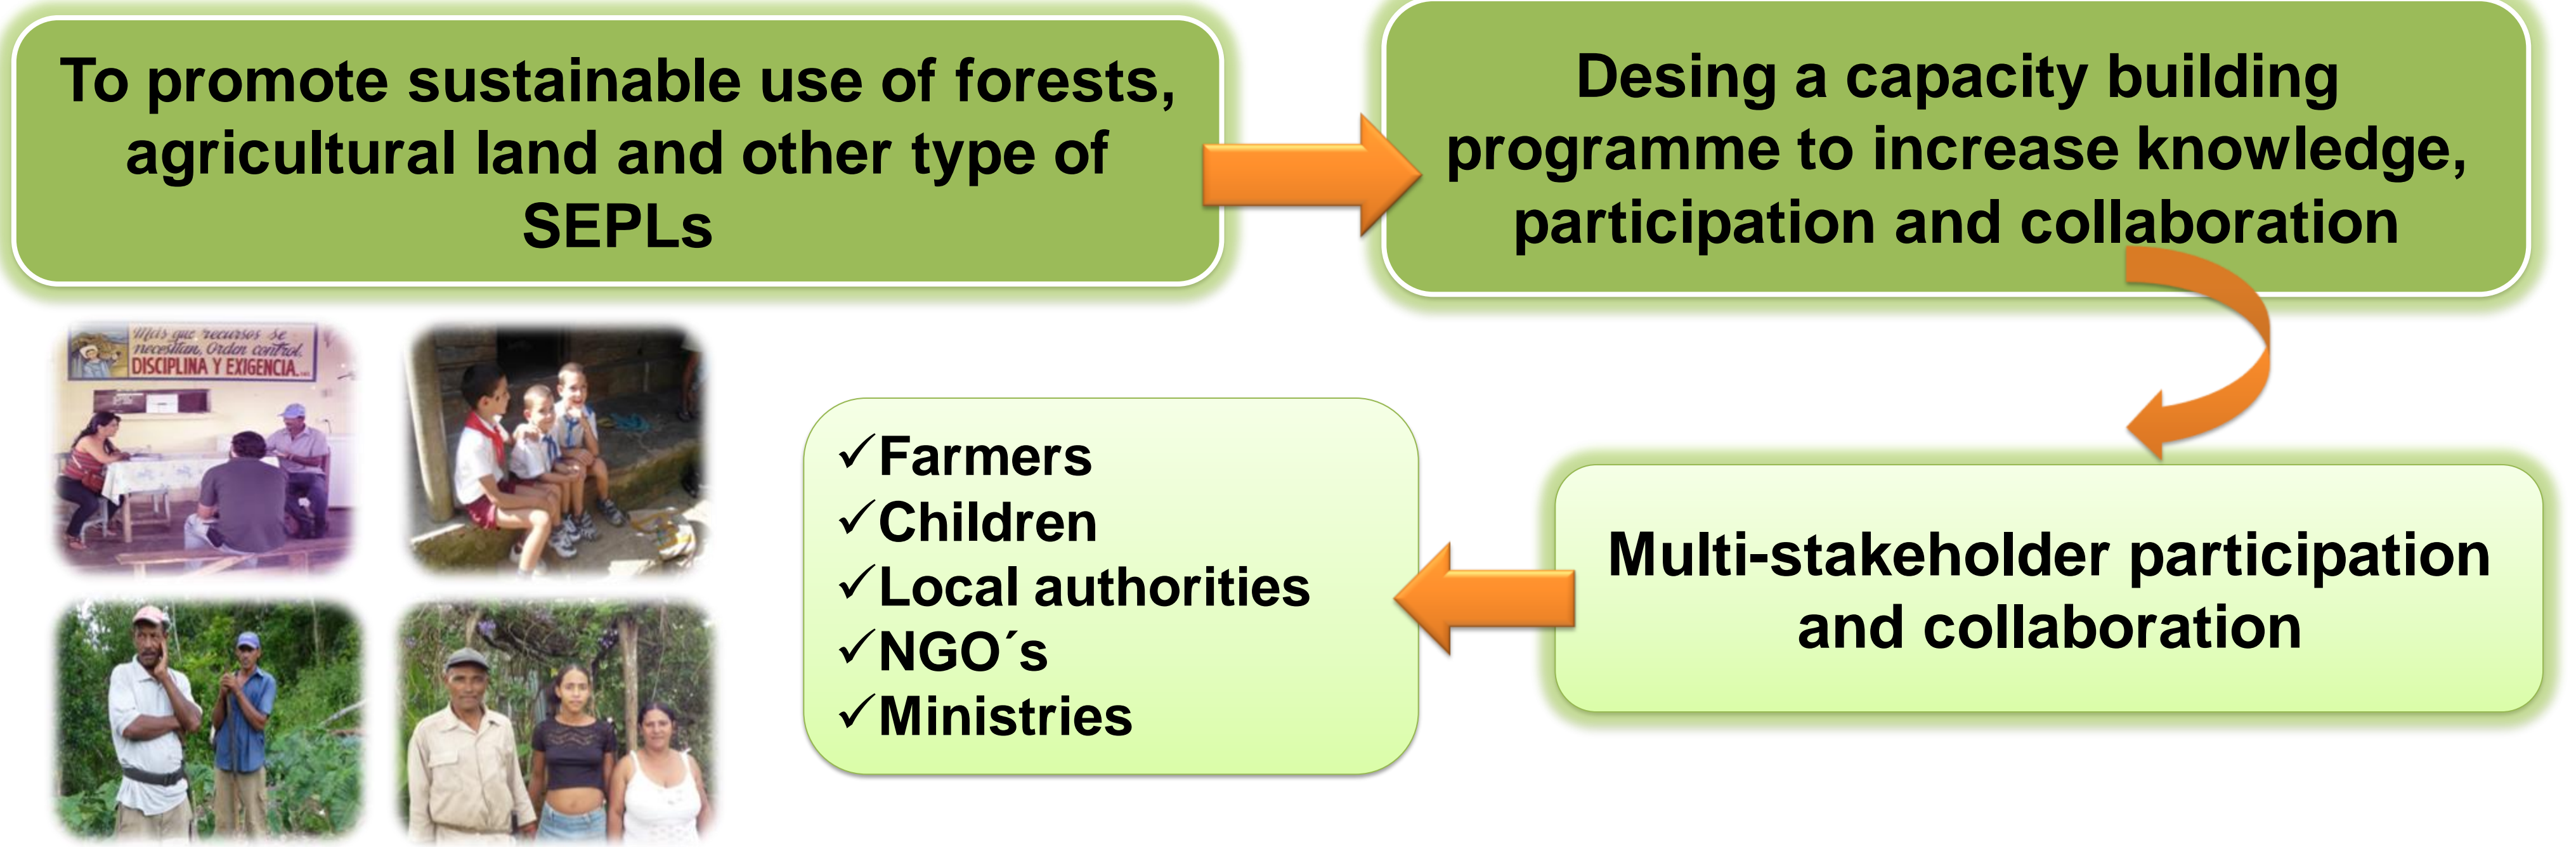 To promote sustainable use of forests,
agricultural land and other type of
SEPLs
Desing a capacity building
programme to increase knowledge,
participation and collaboration
Más que recursos se
necesitan, Orden control,
DISCIPLINA Y EXIGENCIA.
✓Farmers
✓Children
✓Local authorities
✓NGO´s
✓Ministries
Multi-stakeholder participation
and collaboration